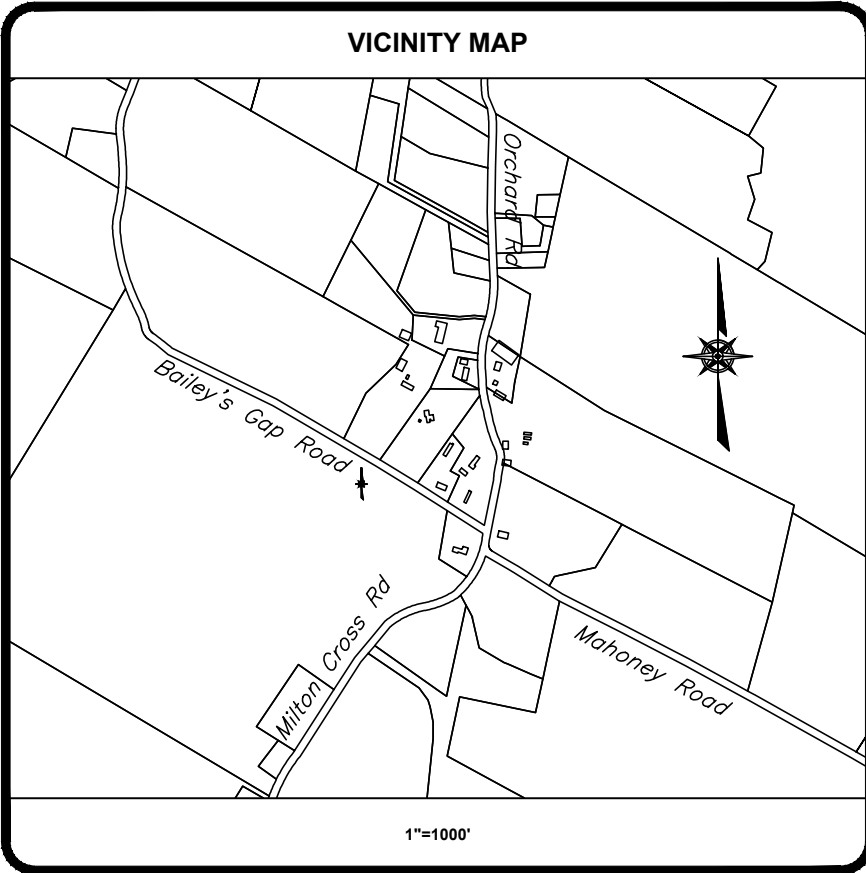 VICINITY MAP
Orchard Rd
Bailey's Gap Road
Milton Cross Rd
Mahoney Road
1"=1000'